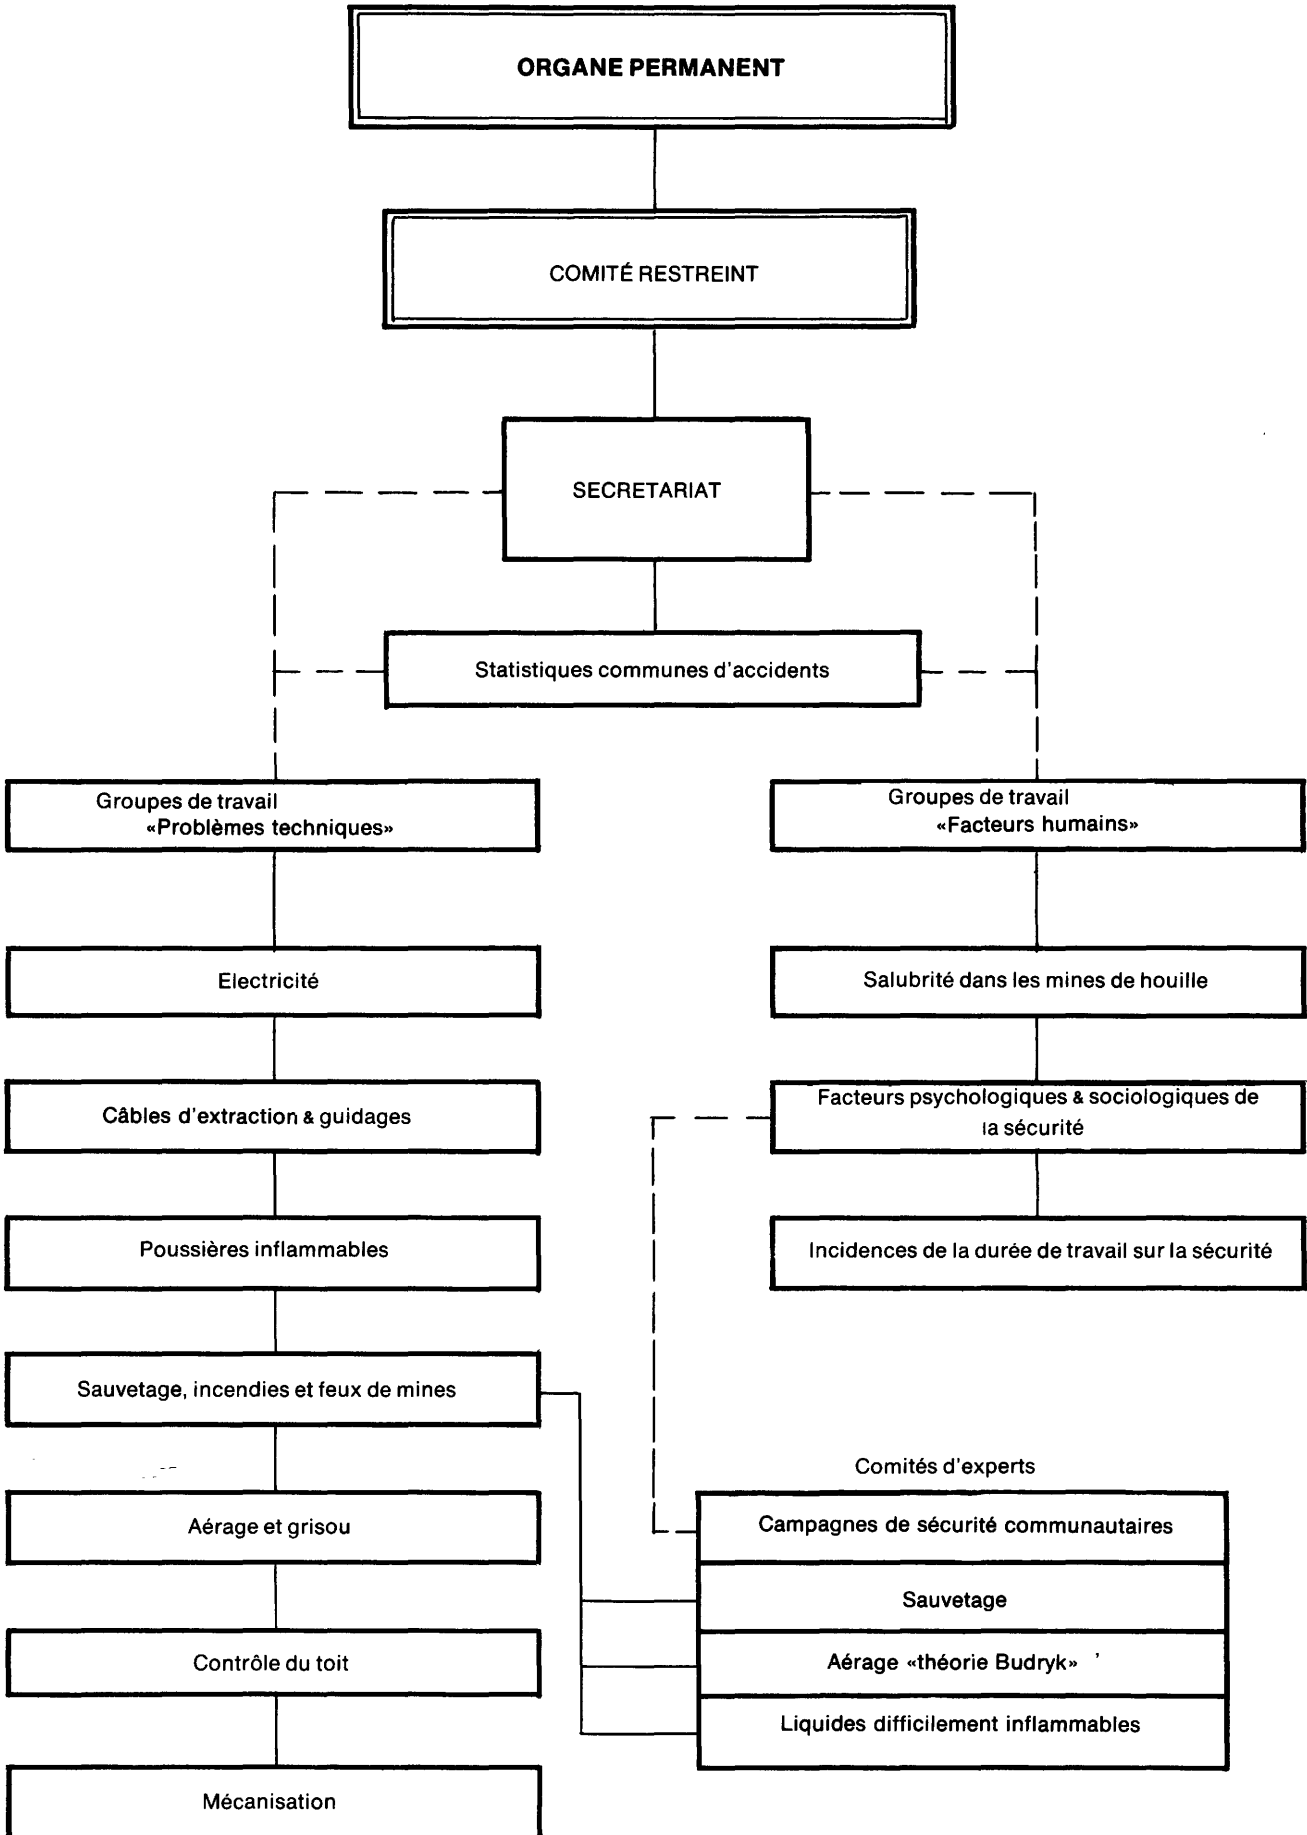 ORGANE PERMANENT
COMITÉ RESTREINT
SECRETARIAT
Statistiques communes d'accidents
Groupes de travail
«Problèmes techniques»
Electricité
Câbles d'extraction & guidages
Poussières inflammables
Sauvetage, incendies et feux de mines
Aérage et grisou
Contrôle du toit
Mécanisation
Groupes de travail
«Facteurs humains»
Salubrité dans les mines de houille
Facteurs psychologiques & sociologiques de
la sécurité
Incidences de la durée de travail sur la sécurité
Comités d'experts
Campagnes de sécurité communautaires
Sauvetage
Aérage «théorie Budryk»
Liquides difficilement inflammables